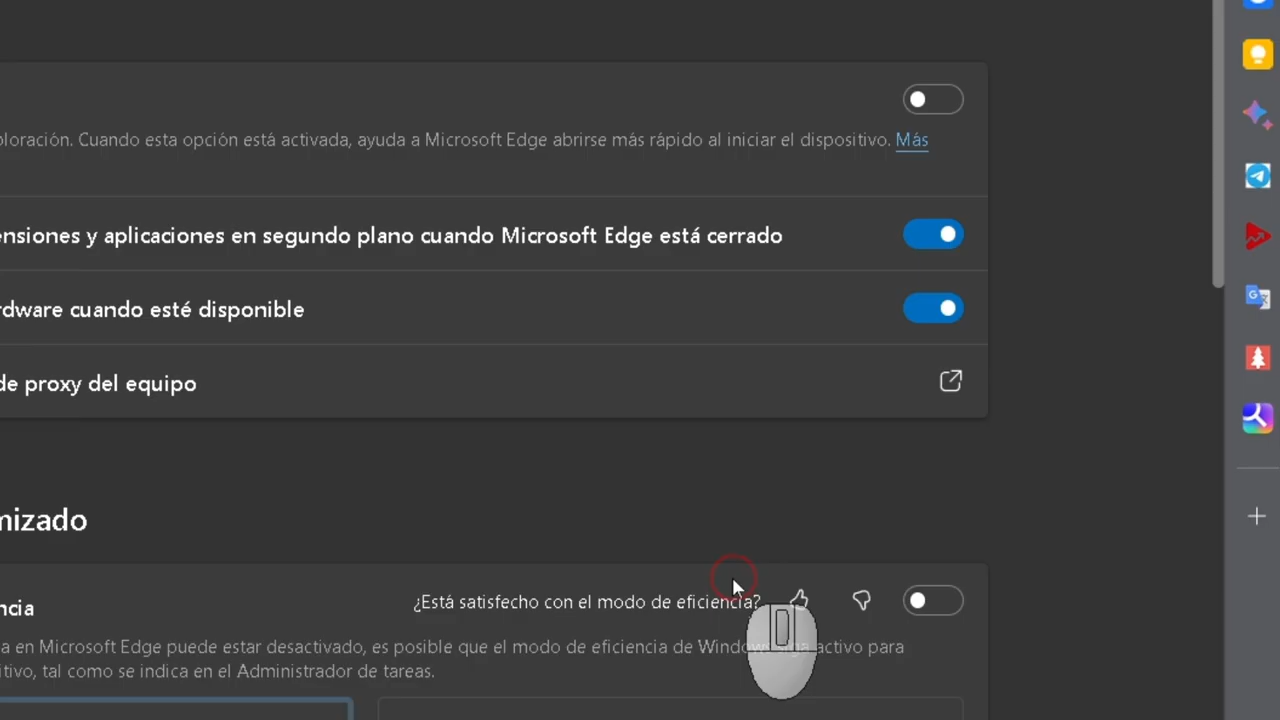 ploración. Cuando esta opción está activada, ayuda a Microsoft Edge abrirse más rápido al iniciar el dispositivo. Más
ensiones y aplicaciones en segundo plano cuando Microsoft Edge está cerrado
rdware cuando esté disponible
de proxy del equipo
mizado
ncia
¿Está satisfecho con el modo de eficiencia?
a en Microsoft Edge puede estar desactivado, es posible que el modo de eficiencia de activo para
itivo, tal como se indica en el Administrador de tareas.